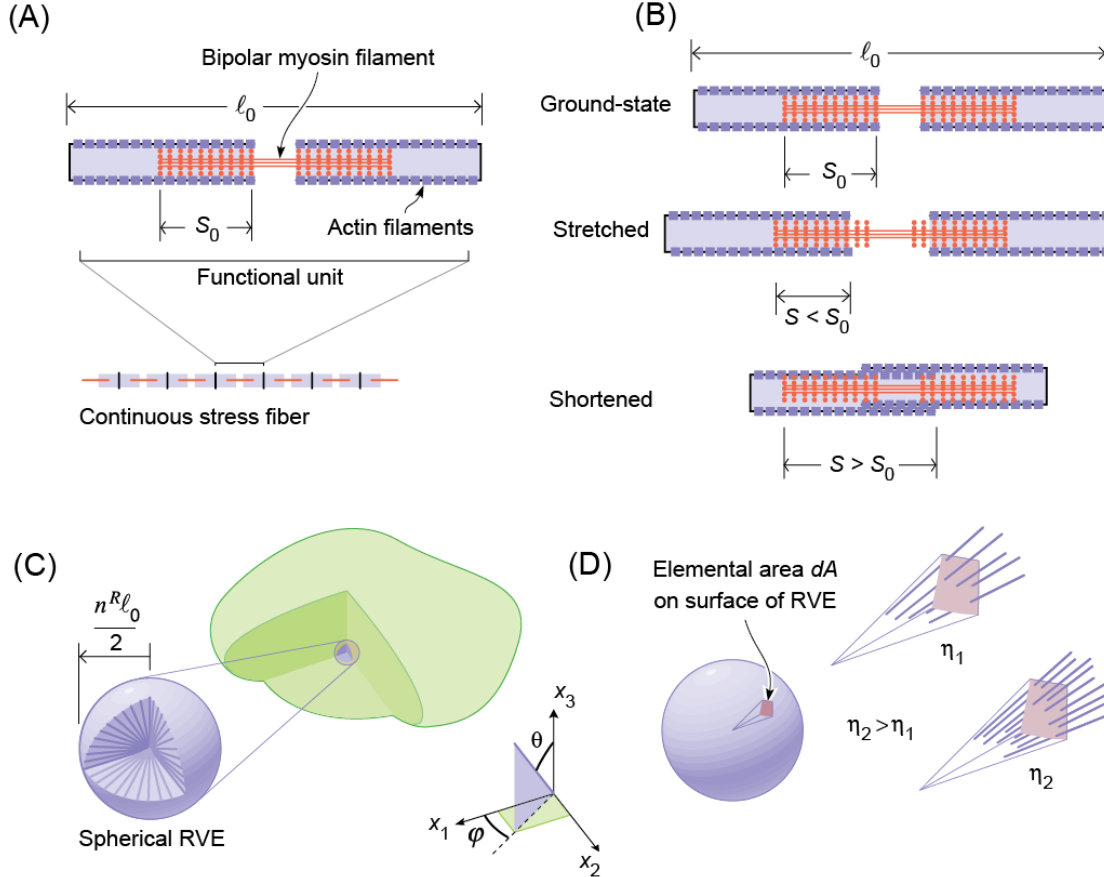 (A)
Bipolar myosin filament
ℓ₀
S₀
Actin filaments
Functional unit
Continuous stress fiber
(B)
ℓ₀
Ground-state
S₀
Stretched
S < S₀
Shortened
S > S₀
(C)
nᴿℓ₀
2
Spherical RVE
x₃
θ
x₁
φ
x₂
(D)
Elemental area dA
on surface of RVE
η₁
η₂>η₁
η₂